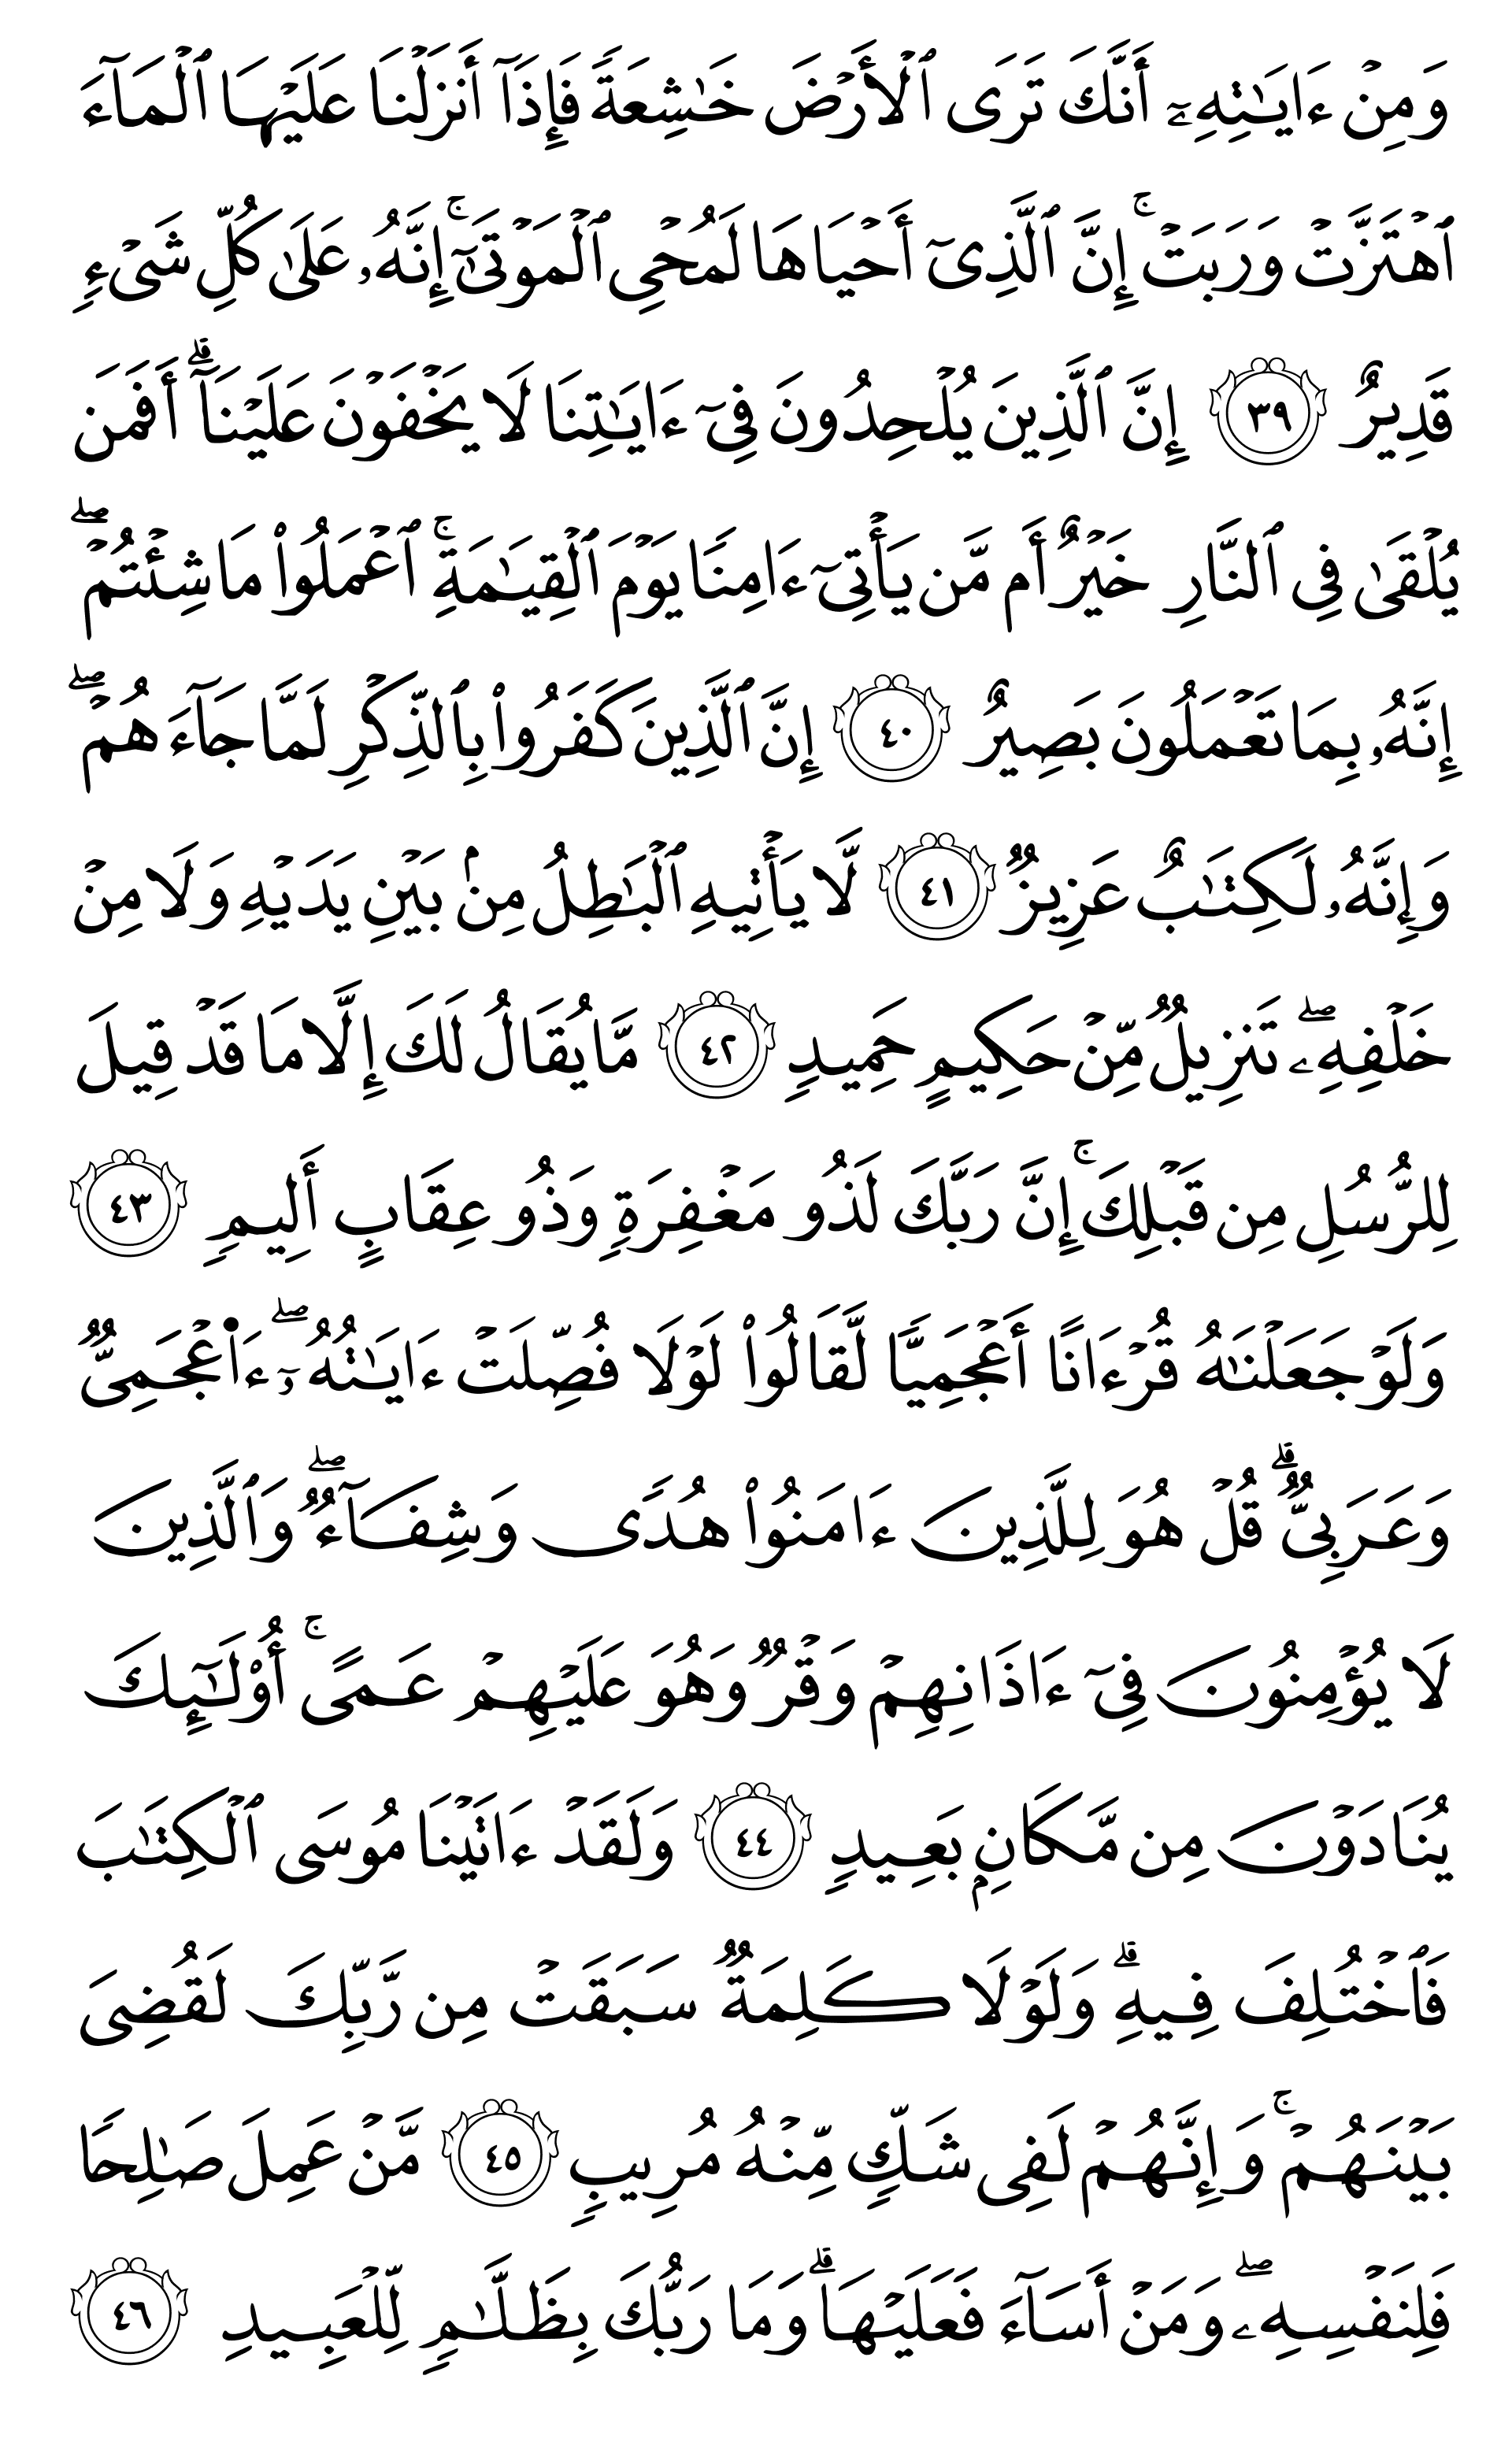 وَمِنۡ ءَايَٰتِهِۦٓ أَنَّكَ تَرَى ٱلۡأَرۡضَ خَٰشِعَةٗ فَإِذَآ أَنزَلۡنَا عَلَيۡهَا ٱلۡمَآءَ
ٱهۡتَزَّتۡ وَرَبَتۡۚ إِنَّ ٱلَّذِيٓ أَحۡيَاهَا لَمُحۡيِ ٱلۡمَوۡتَىٰٓۚ إِنَّهُۥ عَلَىٰ كُلِّ شَيۡءٖ
قَدِيرٌ ٣٩ إِنَّ ٱلَّذِينَ يُلۡحِدُونَ فِيٓ ءَايَٰتِنَا لَا يَخۡفَوۡنَ عَلَيۡنَآۗ أَفَمَن
يُلۡقَىٰ فِي ٱلنَّارِ خَيۡرٌ أَم مَّن يَأۡتِيٓ ءَامِنٗا يَوۡمَ ٱلۡقِيَٰمَةِۚ ٱعۡمَلُواْ مَا شِئۡتُمۡۖ
إِنَّهُۥ بِمَا تَعۡمَلُونَ بَصِيرٌ ٤٠ إِنَّ ٱلَّذِينَ كَفَرُواْ بِٱلذِّكۡرِ لَمَّا جَآءَهُمۡۖ
وَإِنَّهُۥ لَكِتَٰبٌ عَزِيزٞ ٤١ لَّا يَأۡتِيهِ ٱلۡبَٰطِلُ مِنۢ بَيۡنِ يَدَيۡهِ وَلَا مِنۡ
خَلۡفِهِۦۖ تَنزِيلٞ مِّنۡ حَكِيمٍ حَمِيدٖ ٤٢ مَّا يُقَالُ لَكَ إِلَّا مَا قَدۡ قِيلَ
لِلرُّسُلِ مِن قَبۡلِكَۚ إِنَّ رَبَّكَ لَذُو مَغۡفِرَةٖ وَذُو عِقَابٍ أَلِيمٖ ٤٣
وَلَوۡ جَعَلۡنَٰهُ قُرۡءَانًا أَعۡجَمِيّٗا لَّقَالُواْ لَوۡلَا فُصِّلَتۡ ءَايَٰتُهُۥٓۖ ءَا۬عۡجَمِيّٞ
وَعَرَبِيّٞۗ قُلۡ هُوَ لِلَّذِينَ ءَامَنُواْ هُدٗى وَشِفَآءٞۖ وَٱلَّذِينَ
لَا يُؤۡمِنُونَ فِيٓ ءَاذَانِهِمۡ وَقۡرٞ وَهُوَ عَلَيۡهِمۡ عَمًىۚ أُوْلَٰٓئِكَ
يُنَادَوۡنَ مِن مَّكَانِۭ بَعِيدٖ ٤٤ وَلَقَدۡ ءَاتَيۡنَا مُوسَى ٱلۡكِتَٰبَ
فَٱخۡتُلِفَ فِيهِۗ وَلَوۡلَا كَلِمَةٞ سَبَقَتۡ مِن رَّبِّكَ لَقُضِيَ
بَيۡنَهُمۡۚ وَإِنَّهُمۡ لَفِي شَكّٖ مِّنۡهُ مُرِيبٖ ٤٥ مَّنۡ عَمِلَ صَٰلِحٗا
فَلِنَفۡسِهِۦۖ وَمَنۡ أَسَآءَ فَعَلَيۡهَاۗ وَمَا رَبُّكَ بِظَلَّٰمٖ لِّلۡعَبِيدِ ٤٦